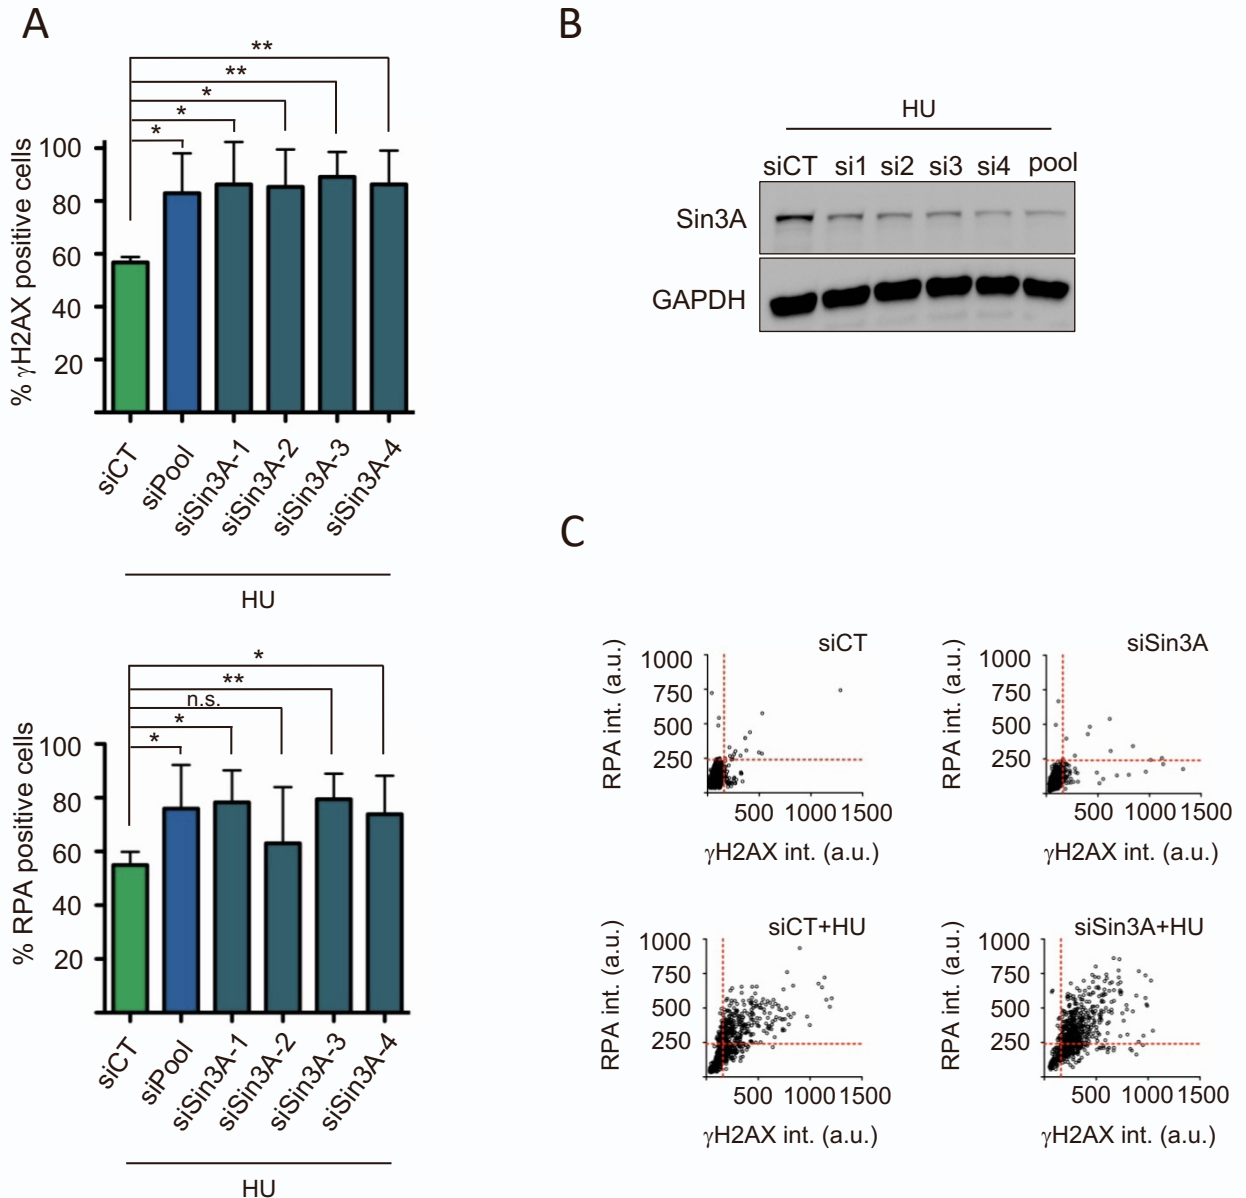 A
**
**
*
*
*
% γH2AX positive cells
100
80
60
40
20
siCT
siPool
siSin3A-1
siSin3A-2
siSin3A-3
siSin3A-4
HU
*
**
n.s.
*
*
% RPA positive cells
100
80
60
40
20
siCT
siPool
siSin3A-1
siSin3A-2
siSin3A-3
siSin3A-4
HU
B
HU
siCT si1 si2 si3 si4 pool
Sin3A
GAPDH
C
siCT
RPA int. (a.u.)
1000
750
500
250
500 1000 1500
γH2AX int. (a.u.)
siSin3A
RPA int. (a.u.)
1000
750
500
250
500 1000 1500
γH2AX int. (a.u.)
siCT+HU
RPA int. (a.u.)
1000
750
500
250
500 1000 1500
γH2AX int. (a.u.)
siSin3A+HU
RPA int. (a.u.)
1000
750
500
250
500 1000 1500
γH2AX int. (a.u.)